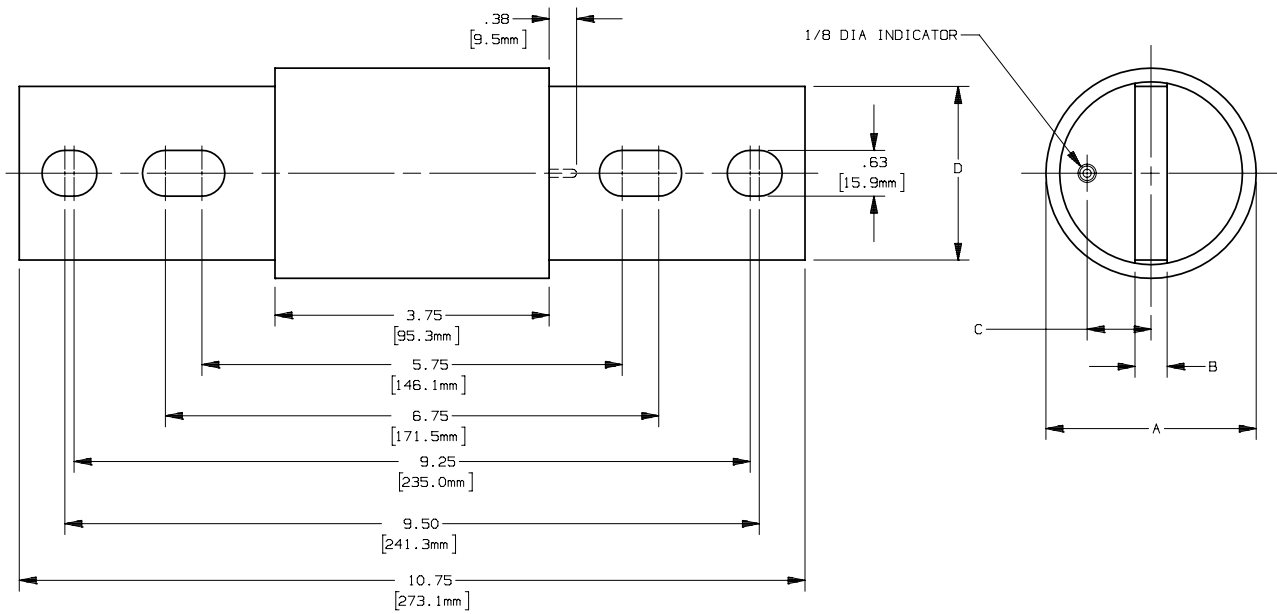 .38
[9.5mm]
1/8 DIA INDICATOR
.63
[15.9mm]
D
3.75
[95.3mm]
C
5.75
[146.1mm]
B
6.75
[171.5mm]
A
9.25
[235.0mm]
9.50
[241.3mm]
10.75
[273.1mm]